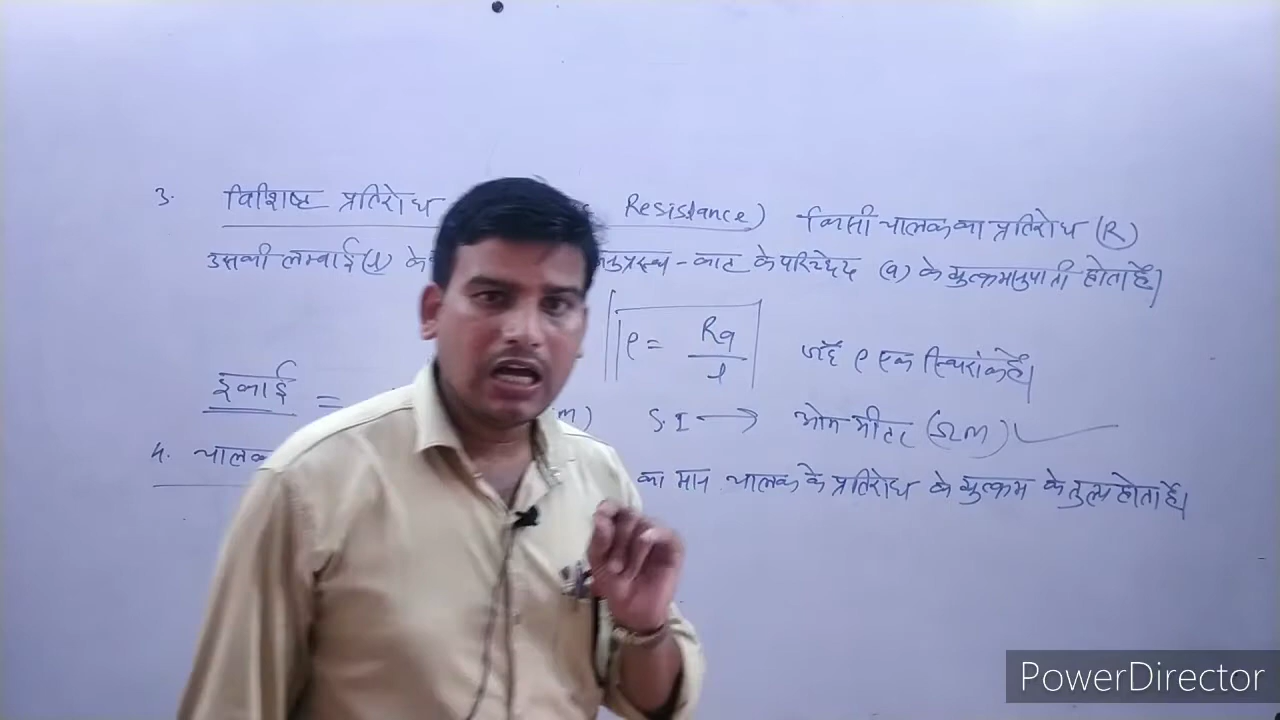 3. विशिष्ट प्रतिरोध Resistance) किसी चालक का प्रतिरोध (R)
उसकी लम्बाई (l) के अनुप्रस्थ - काट के परिच्छेद (a) के व्युत्क्रमानुपाती होता है।
ρ = Ra / l जहाँ ρ एक स्थिरांक है।
इकाई = m) S.I → ओम मीटर (Ωm)
4. चालक का मान चालक के प्रतिरोध के व्युत्क्रम के तुल्य होता है।
PowerDirector